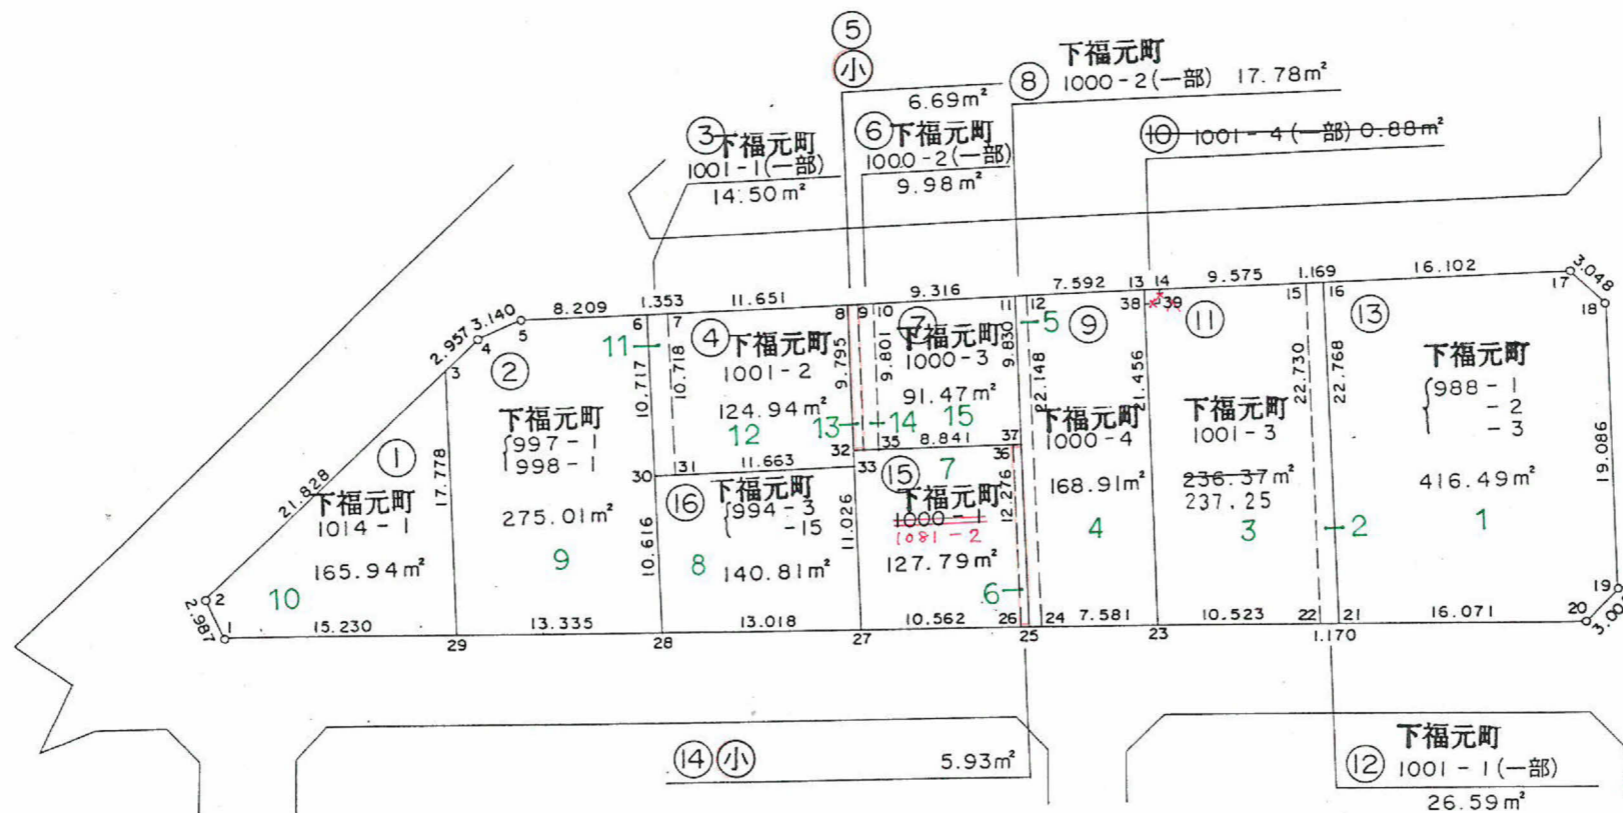 ⑤
小
6.69m²
⑧ 下福元町
1000-2(一部) 17.78m²
③ 下福元町
1001-1(一部)
14.50m²
⑥ 下福元町
1000-2(一部)
9.98m²
⑩ 1001-4(一部) 0.88m²
2.957 3.140 8.209 1.353 11.651 9.316 7.592 9.575 1.169 16.102 3.048
3 4 5 6 7 8 9 10 11 12 13 14 15 16 17 18
38 39
① 下福元町
1014-1
165.94m²
10
21.828
2.987
17.778
② 下福元町
997-1
998-1
275.01m²
9
11
10.717
10.718
10.616
④ 下福元町
1001-2
124.94m²
12
13
9.795
9.801
14
⑦ 下福元町
1000-3
91.47m²
15
9.830
5
30 31 11.663 32 33 35 8.841 36 37
⑯ 下福元町
994-3
-15
140.81m²
8
11.026
⑮ 7
下福元町
1000-1
1081-2
127.79m²
12.276
6
⑨
下福元町
1000-4
168.91m²
4
22.148
21.456
⑪
下福元町
1001-3
236.37m²
237.25
3
22.730
22.768
2
⑬
下福元町
988-1
-2
-3
416.49m²
1
19.086
1 2 15.230 29 13.335 28 13.018 27 10.562 26 25 24 7.581 23 10.523 22 1.170 21 16.071 20 19
⑭ 小 5.93m²
⑫ 下福元町
1001-1(一部)
26.59m²